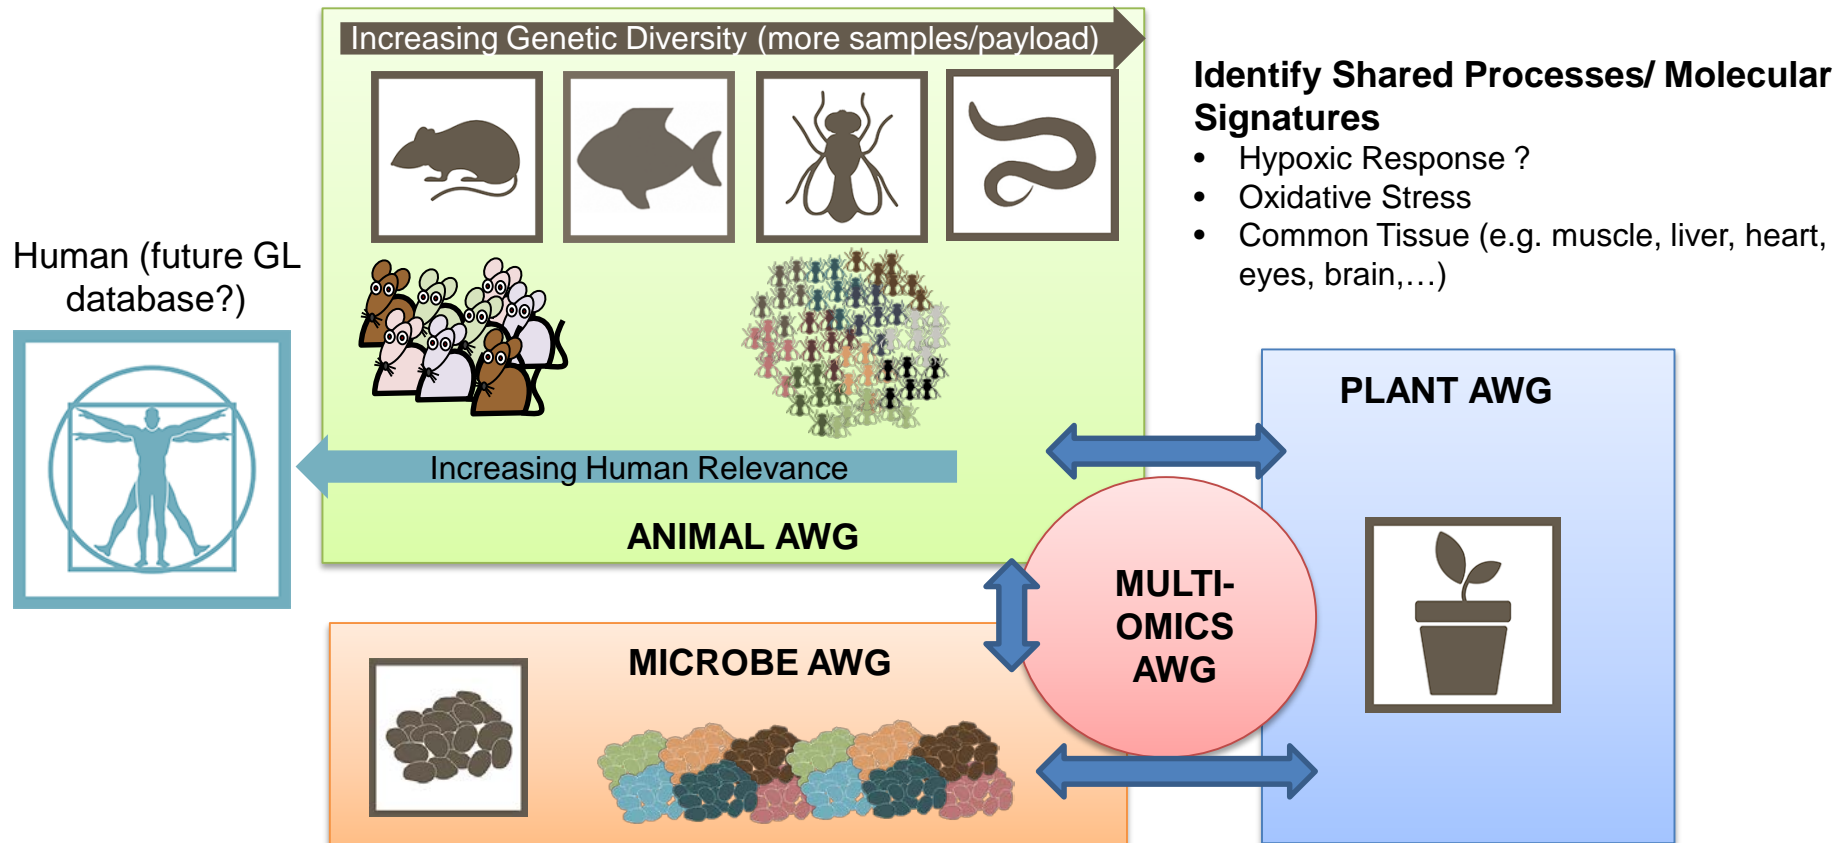 Increasing Genetic Diversity (more samples/payload)
Identify Shared Processes/ Molecular
Signatures
• Hypoxic Response ?
• Oxidative Stress
• Common Tissue (e.g. muscle, liver, heart,
eyes, brain,…)
Human (future GL
database?)
PLANT AWG
Increasing Human Relevance
ANIMAL AWG
MULTI-
OMICS
AWG
MICROBE AWG